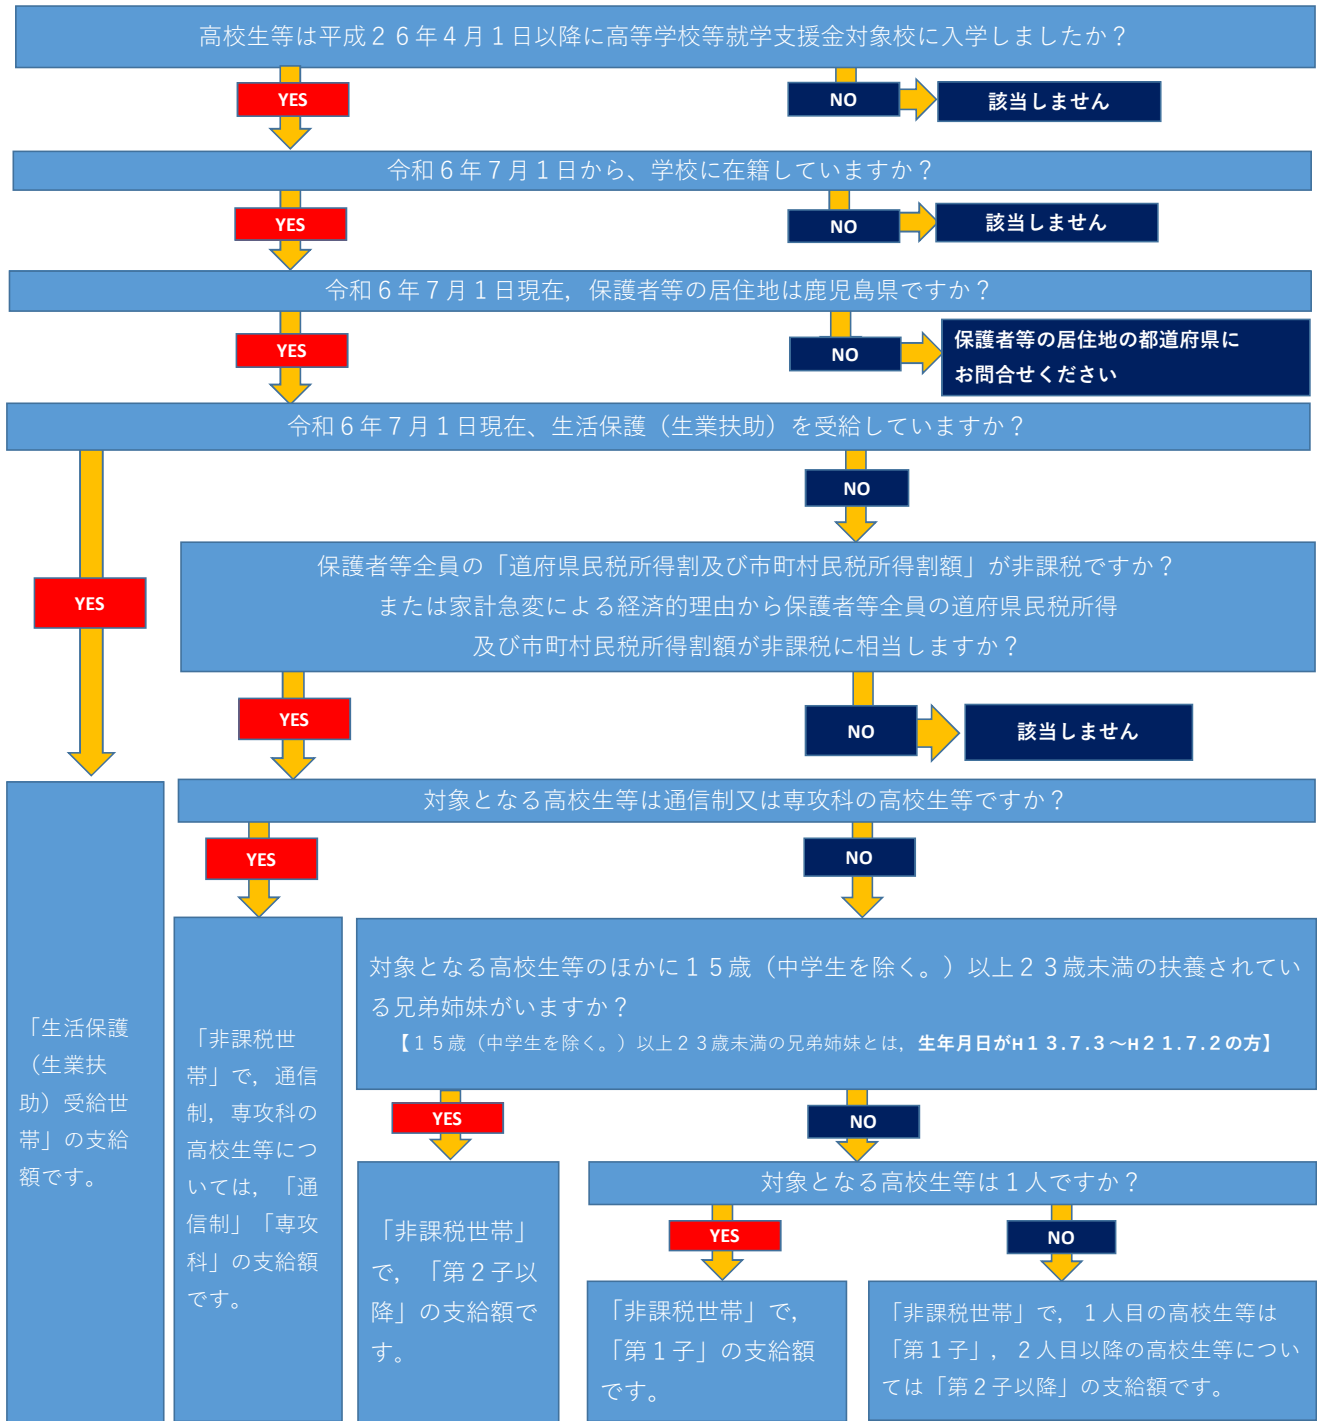 高校生等は平成２６年４月１日以降に高等学校等就学支援金対象校に入学しましたか？
YES
NO
該当しません
令和６年７月１日から、学校に在籍していますか？
YES
NO
該当しません
令和６年７月１日現在，保護者等の居住地は鹿児島県ですか？
YES
NO
保護者等の居住地の都道府県に
お問合せください
令和６年７月１日現在、生活保護（生業扶助）を受給していますか？
YES
NO
保護者等全員の「道府県民税所得割及び市町村民税所得割額」が非課税ですか？
または家計急変による経済的理由から保護者等全員の道府県民税所得
及び市町村民税所得割額が非課税に相当しますか？
YES
NO
該当しません
対象となる高校生等は通信制又は専攻科の高校生等ですか？
YES
NO
「生活保護
（生業扶
助）受給世
帯」の支給
額です。
「非課税世
帯」で，通信
制，専攻科の
高校生等につ
いては，「通
信制」「専攻
科」の支給額
です。
対象となる高校生等のほかに１５歳（中学生を除く。）以上２３歳未満の扶養されてい
る兄弟姉妹がいますか？
【１５歳（中学生を除く。）以上２３歳未満の兄弟姉妹とは，生年月日がH１３.７.３～H２１.７.２の方】
YES
NO
「非課税世帯」
で，「第２子以
降」の支給額で
す。
対象となる高校生等は１人ですか？
YES
NO
「非課税世帯」で，
「第１子」の支給額
です。
「非課税世帯」で，１人目の高校生等は
「第１子」，２人目以降の高校生等につい
ては「第２子以降」の支給額です。